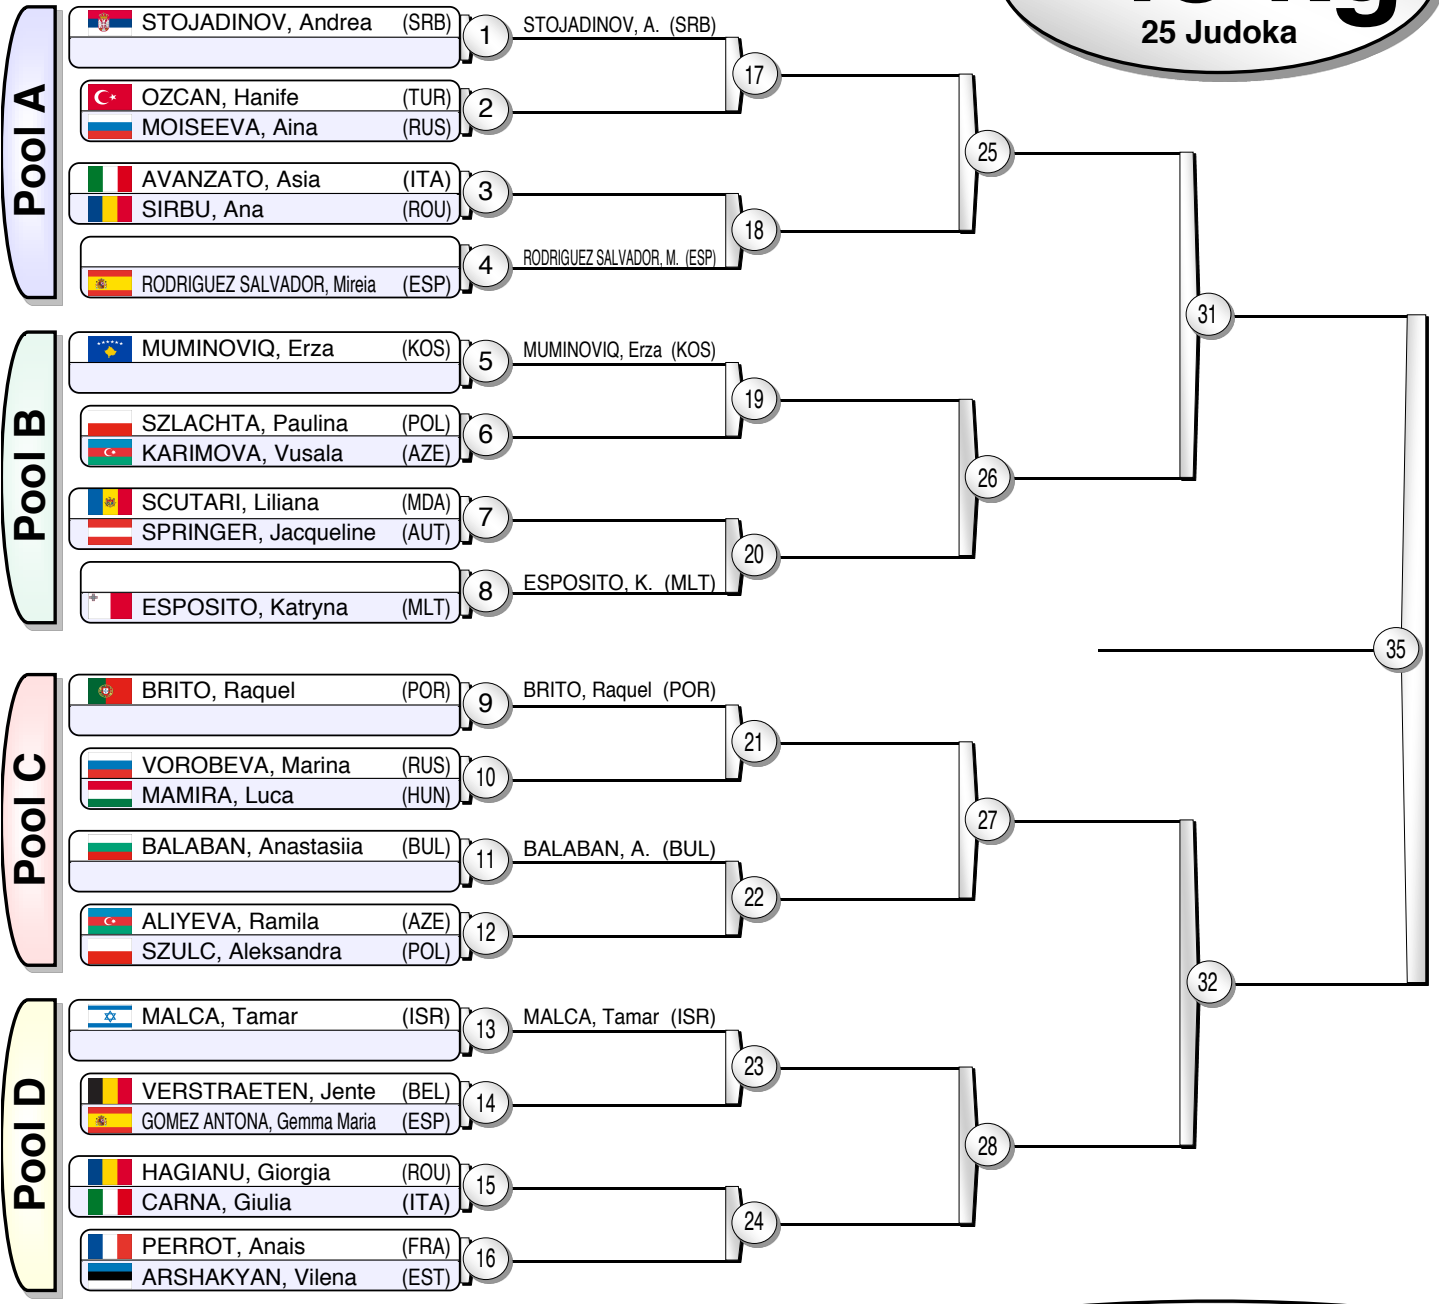 25 Judoka
Pool A
STOJADINOV, Andrea (SRB)
1
STOJADINOV, A. (SRB)
OZCAN, Hanife (TUR)
MOISEEVA, Aina (RUS)
2
17
AVANZATO, Asia (ITA)
SIRBU, Ana (ROU)
3
RODRIGUEZ SALVADOR, Mireia (ESP)
4
RODRIGUEZ SALVADOR, M. (ESP)
18
25
Pool B
MUMINOVIQ, Erza (KOS)
5
MUMINOVIQ, Erza (KOS)
SZLACHTA, Paulina (POL)
KARIMOVA, Vusala (AZE)
6
19
SCUTARI, Liliana (MDA)
SPRINGER, Jacqueline (AUT)
7
ESPOSITO, Katryna (MLT)
8
ESPOSITO, K. (MLT)
20
26
31
Pool C
BRITO, Raquel (POR)
9
BRITO, Raquel (POR)
VOROBEVA, Marina (RUS)
MAMIRA, Luca (HUN)
10
21
BALABAN, Anastasiia (BUL)
11
BALABAN, A. (BUL)
ALIYEVA, Ramila (AZE)
SZULC, Aleksandra (POL)
12
22
27
Pool D
MALCA, Tamar (ISR)
13
MALCA, Tamar (ISR)
VERSTRAETEN, Jente (BEL)
GOMEZ ANTONA, Gemma Maria (ESP)
14
23
HAGIANU, Giorgia (ROU)
CARNA, Giulia (ITA)
15
PERROT, Anais (FRA)
ARSHAKYAN, Vilena (EST)
16
24
28
32
35